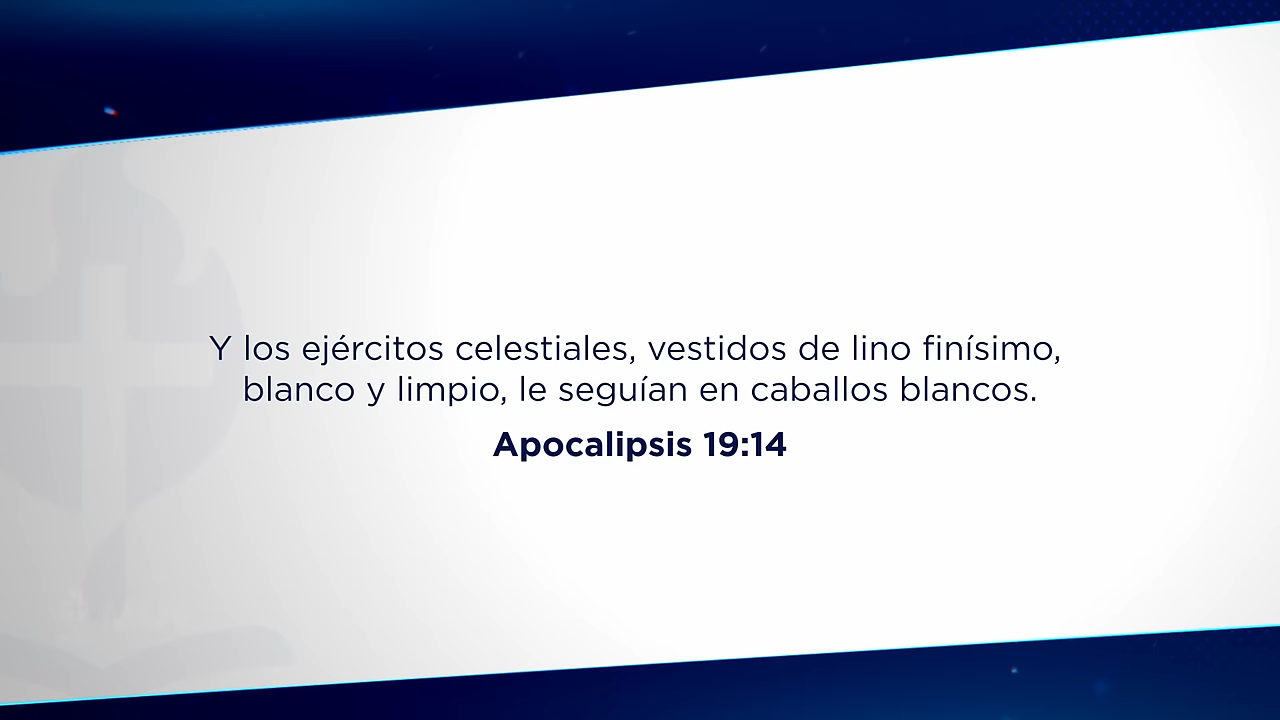 Y los ejércitos celestiales, vestidos de lino finísimo,
blanco y limpio, le seguían en caballos blancos.
Apocalipsis 19:14